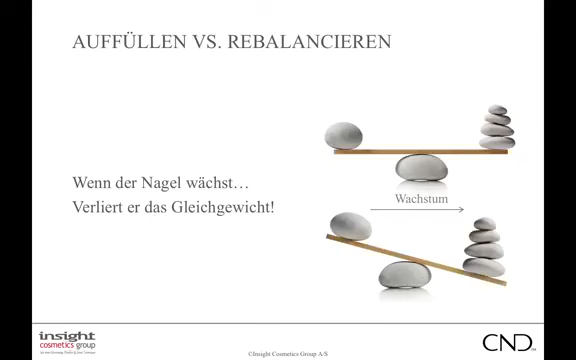 AUFFÜLLEN VS. REBALANCIEREN
Wenn der Nagel wächst…
Verliert er das Gleichgewicht!
Wachstum
insight
cosmetics group
©Insight Cosmetics Group A/S
CND